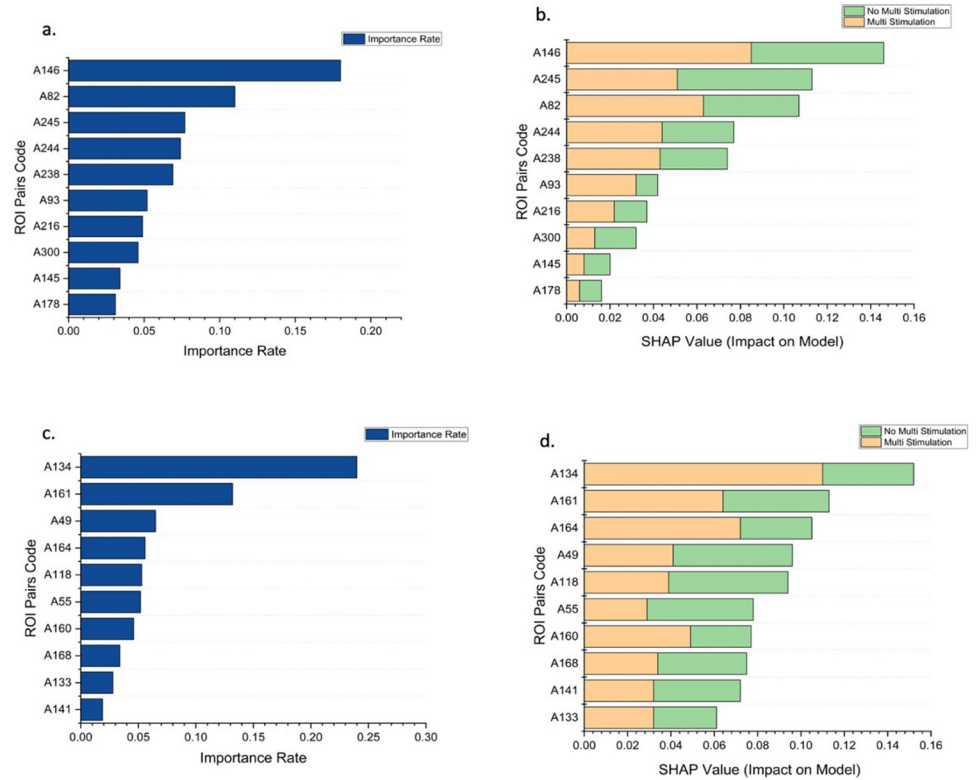 a.
Importance Rate
ROI Pairs Code
A146
A82
A245
A244
A238
A93
A216
A300
A145
A178
0.00 0.05 0.10 0.15 0.20
Importance Rate
b.
No Multi Stimulation
Multi Stimulation
ROI Pairs Code
A146
A245
A82
A244
A238
A93
A216
A300
A145
A178
0.00 0.02 0.04 0.06 0.08 0.10 0.12 0.14 0.16
SHAP Value (Impact on Model)
c.
Importance Rate
ROI Pairs Code
A134
A161
A49
A164
A118
A55
A160
A168
A133
A141
0.00 0.05 0.10 0.15 0.20 0.25 0.30
Importance Rate
d.
No Multi Stimulation
Multi Stimulation
ROI Pairs Code
A134
A161
A164
A49
A118
A55
A160
A168
A141
A133
0.00 0.02 0.04 0.06 0.08 0.10 0.12 0.14 0.16
SHAP Value (Impact on Model)